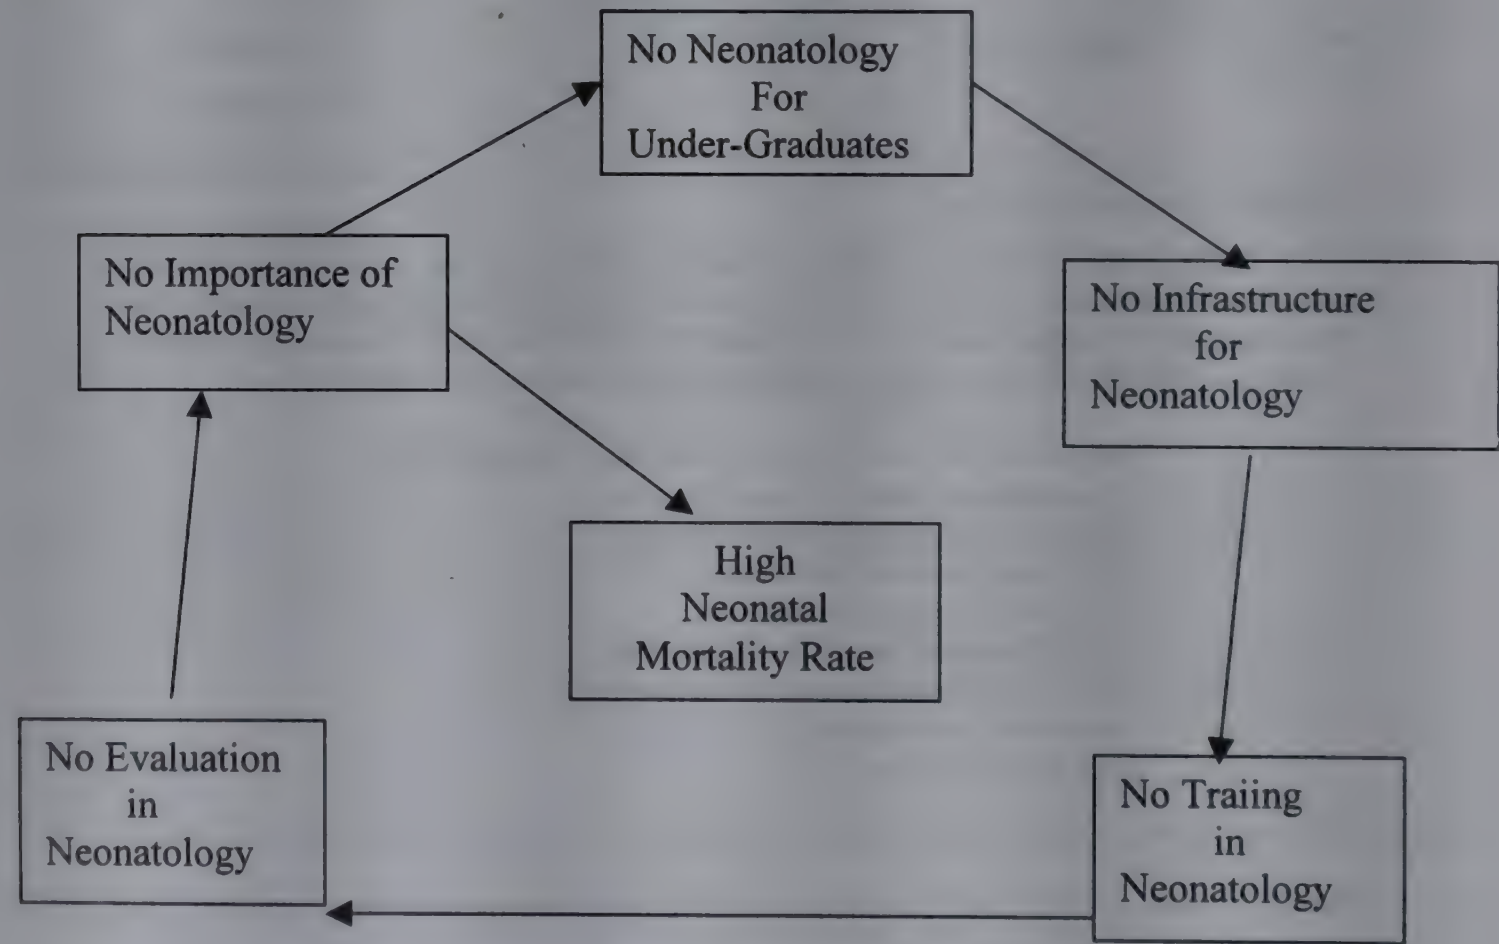 No Neonatology
For
Under-Graduates
No Importance of
Neonatology
No Infrastructure
for
Neonatology
High
Neonatal
Mortality Rate
No Evaluation
in
Neonatology
No Traiing
in
Neonatology